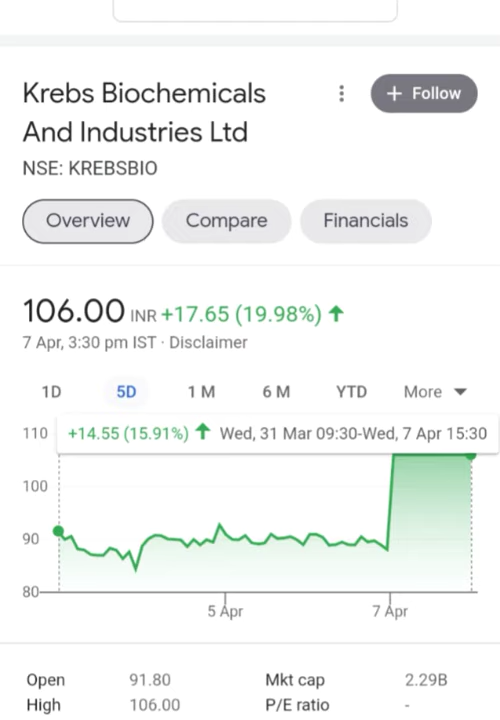 Krebs Biochemicals
And Industries Ltd
+ Follow
NSE: KREBSBIO
Overview Compare Financials
106.00 INR +17.65 (19.98%) ↑
7 Apr, 3:30 pm IST · Disclaimer
1D 5D 1 M 6 M YTD More
110 +14.55 (15.91%) ↑ Wed, 31 Mar 09:30-Wed, 7 Apr 15:30
100
90
80
5 Apr 7 Apr
Open 91.80 Mkt cap 2.29B
High 106.00 P/E ratio -